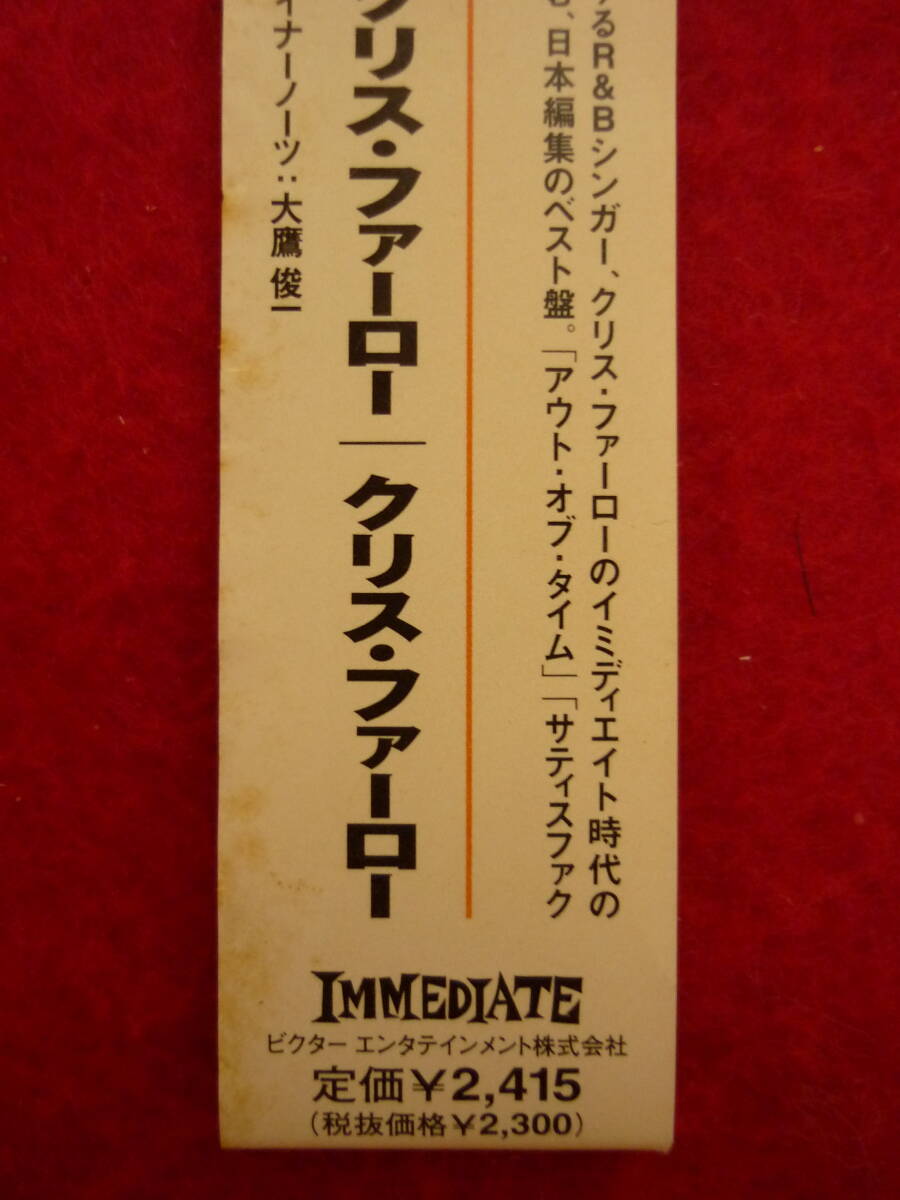 るR&Bシンガー、クリス・ファーローのイミディエイト時代の
、日本編集のベスト盤。「アウト・オブ・タイム」「サティスファク
クリス・ファーロー｜クリス・ファーロー
イナーノーツ：大鷹 俊一
IMMEDIATE
ビクター エンタテインメント株式会社
定価￥2,415
（税抜価格￥2,300）